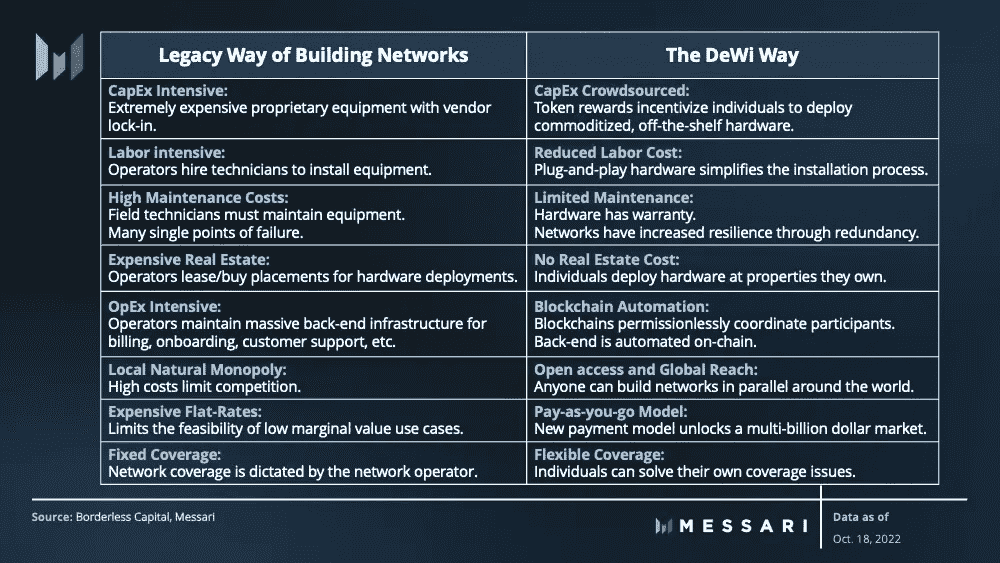 Legacy Way of Building Networks
The DeWi Way
CapEx Intensive:
Extremely expensive proprietary equipment with vendor
lock-in.
CapEx Crowdsourced:
Token rewards incentivize individuals to deploy
commoditized, off-the-shelf hardware.
Labor intensive:
Operators hire technicians to install equipment.
Reduced Labor Cost:
Plug-and-play hardware simplifies the installation process.
High Maintenance Costs:
Field technicians must maintain equipment.
Many single points of failure.
Limited Maintenance:
Hardware has warranty.
Networks have increased resilience through redundancy.
Expensive Real Estate:
Operators lease/buy placements for hardware deployments.
No Real Estate Cost:
Individuals deploy hardware at properties they own.
OpEx Intensive:
Operators maintain massive back-end infrastructure for
billing, onboarding, customer support, etc.
Blockchain Automation:
Blockchains permissionlessly coordinate participants.
Back-end is automated on-chain.
Local Natural Monopoly:
High costs limit competition.
Open access and Global Reach:
Anyone can build networks in parallel around the world.
Expensive Flat-Rates:
Limits the feasibility of low marginal value use cases.
Pay-as-you-go Model:
New payment model unlocks a multi-billion dollar market.
Fixed Coverage:
Network coverage is dictated by the network operator.
Flexible Coverage:
Individuals can solve their own coverage issues.
Source: Borderless Capital, Messari
MESSARI
Data as of
Oct. 18, 2022